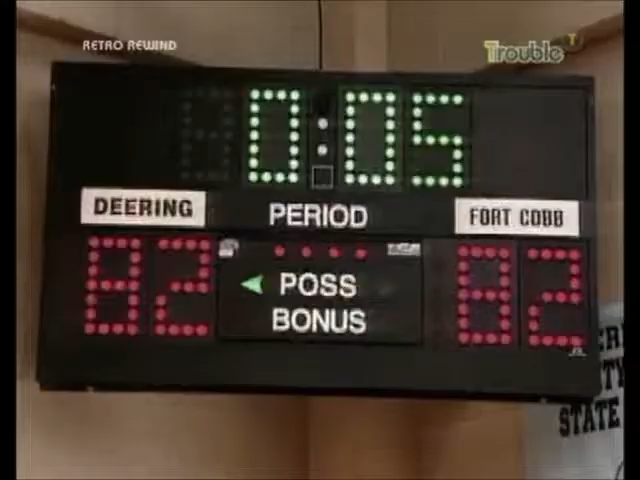 RETRO REWIND
Trouble
0:05
DEERING
PERIOD
FORT COBB
82
POSS
82
BONUS
STATE